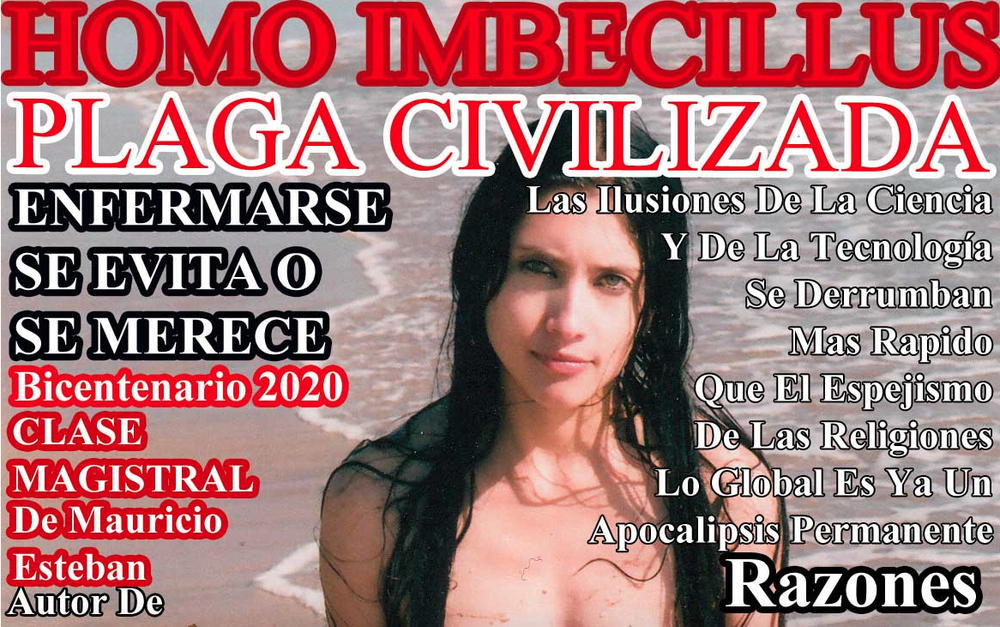 HOMO IMBECILLUS
PLAGA CIVILIZADA
ENFERMARSE
SE EVITA O
SE MERECE
Bicentenario 2020
CLASE
MAGISTRAL
De Mauricio
Esteban
Autor De
Las Ilusiones De La Ciencia
Y De La Tecnología
Se Derrumban
Mas Rapido
Que El Espejismo
De Las Religiones
Lo Global Es Ya Un
Apocalipsis Permanente
Razones